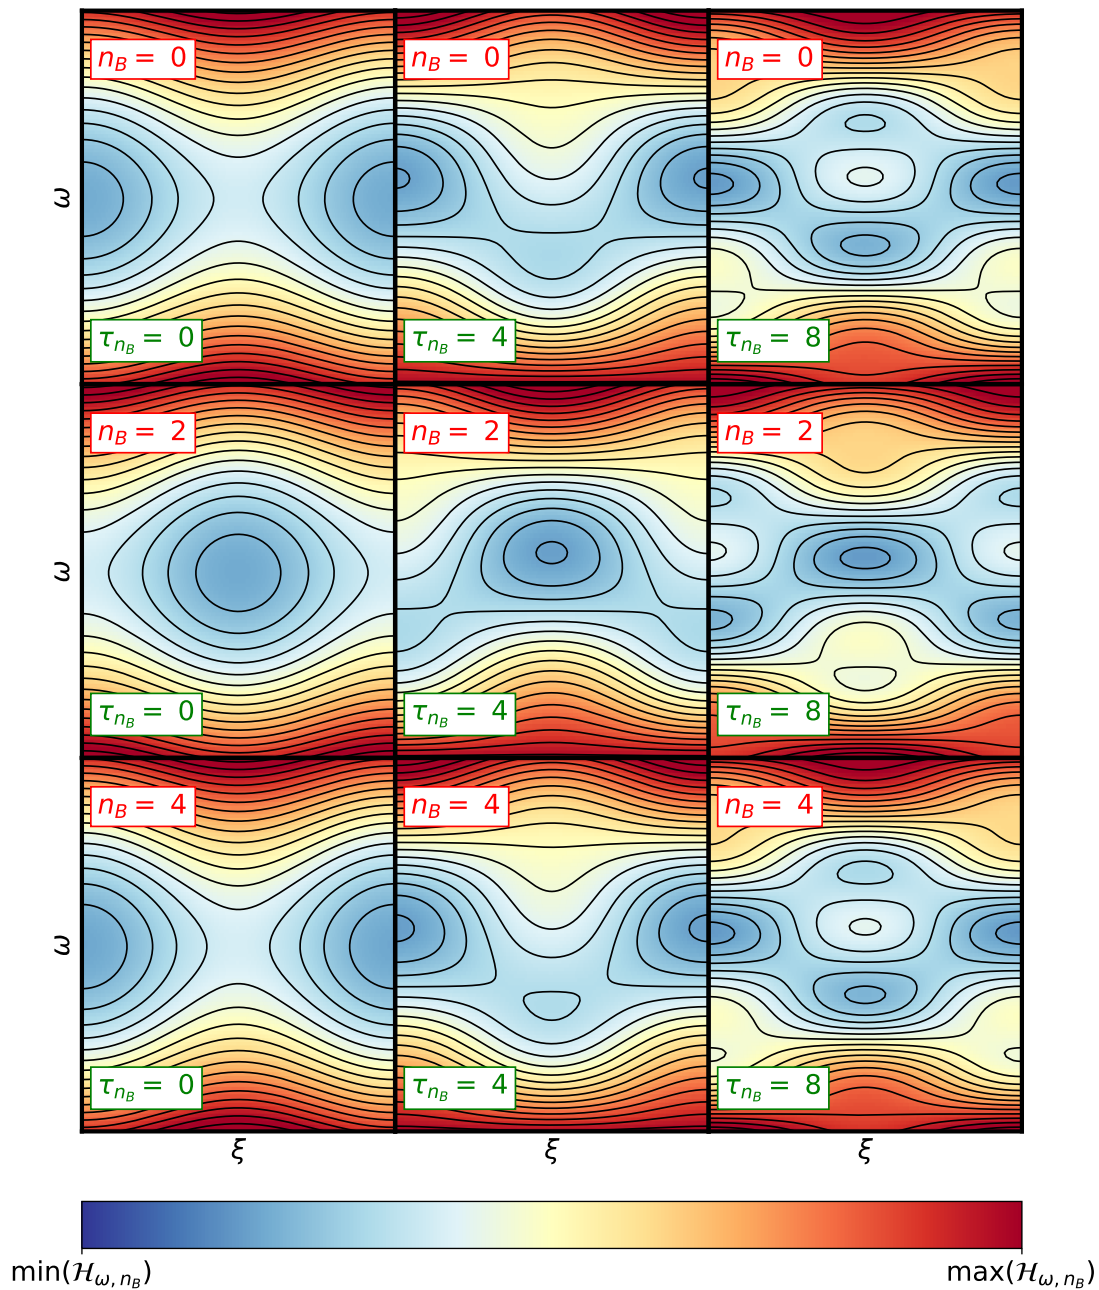 n_B = 0 n_B = 0 n_B = 0
ω
τ_{n_B} = 0 τ_{n_B} = 4 τ_{n_B} = 8
n_B = 2 n_B = 2 n_B = 2
ω
τ_{n_B} = 0 τ_{n_B} = 4 τ_{n_B} = 8
n_B = 4 n_B = 4 n_B = 4
ω
τ_{n_B} = 0 τ_{n_B} = 4 τ_{n_B} = 8
ξ ξ ξ
min(ℋ_{ω, n_B}) max(ℋ_{ω, n_B})